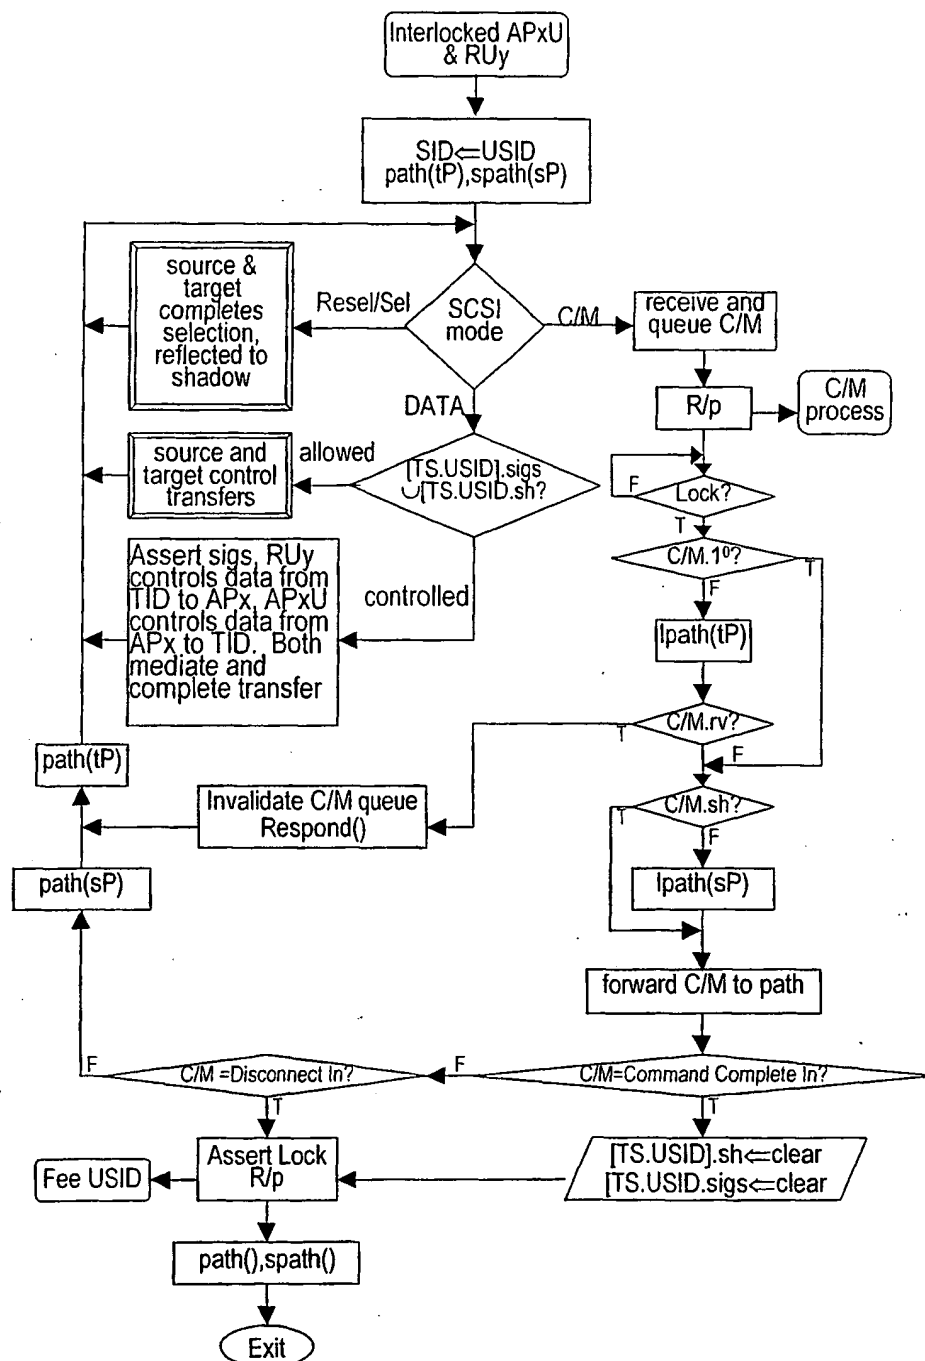 Interlocked APxU
& RUy
SID⇐USID
path(tP),spath(sP)
source &
target
completes
selection,
reflected to
shadow
Resel/Sel
SCSI
mode
C/M
receive and
queue C/M
R/p
C/M
process
DATA
source and
target control
transfers
allowed
[TS.USID].sigs
∪[TS.USID.sh?
F
Lock?
T
C/M.1⁰?
T
F
Assert sigs, RUy
controls data from
TID to APx, APxU
controls data from
APx to TID. Both
mediate and
complete transfer
controlled
lpath(tP)
C/M.rv?
T
F
path(tP)
Invalidate C/M queue
Respond()
C/M.sh?
T
F
path(sP)
lpath(sP)
forward C/M to path
F
C/M =Disconnect In?
F
C/M=Command Complete In?
T
T
Fee USID
Assert Lock
R/p
[TS.USID].sh⇐clear
[TS.USID.sigs⇐clear
path(),spath()
Exit